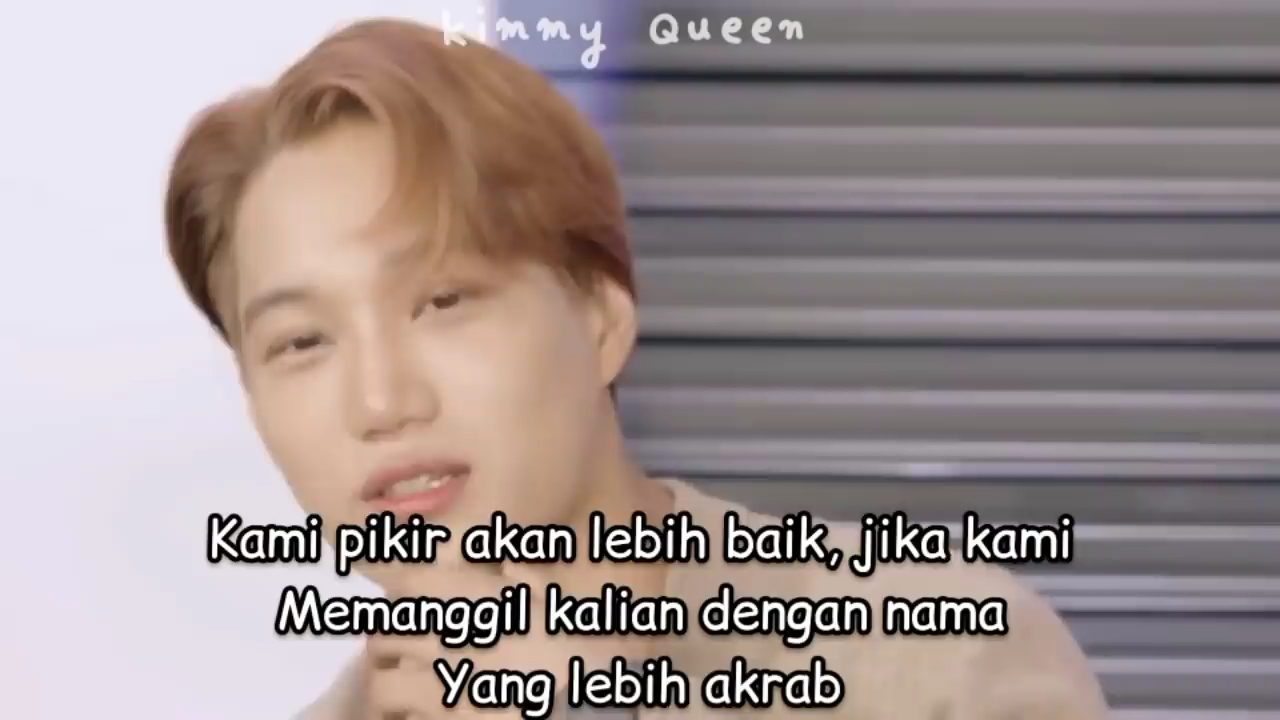 kimmy Queen
Kami pikir akan lebih baik, jika kami
Memanggil kalian dengan nama
Yang lebih akrab